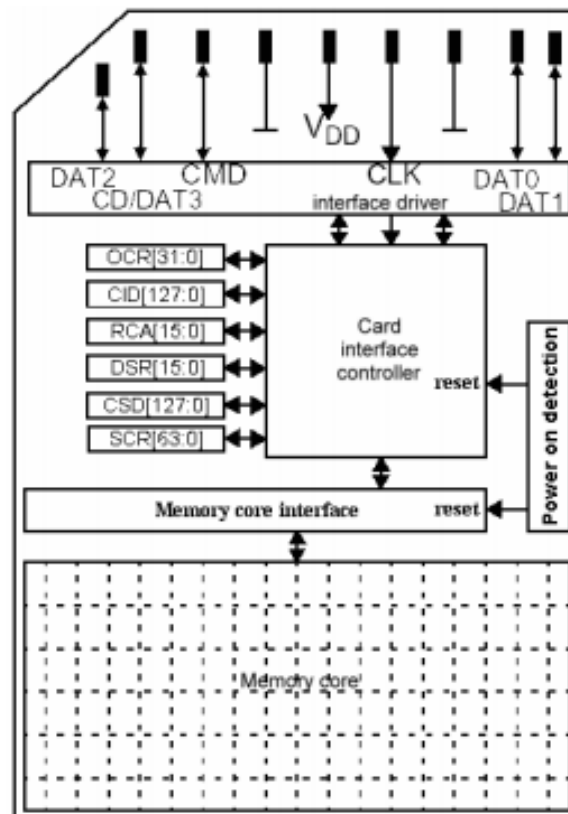 VDD
DAT2
CMD
CLK
DAT0
CD/DAT3
interface driver
DAT1
OCR[31:0]
CID[127:0]
RCA[15:0]
DSR[15:0]
CSD[127:0]
SCR[63:0]
Card
interface
controller
reset
Power on detection
Memory core interface
reset
Memory core